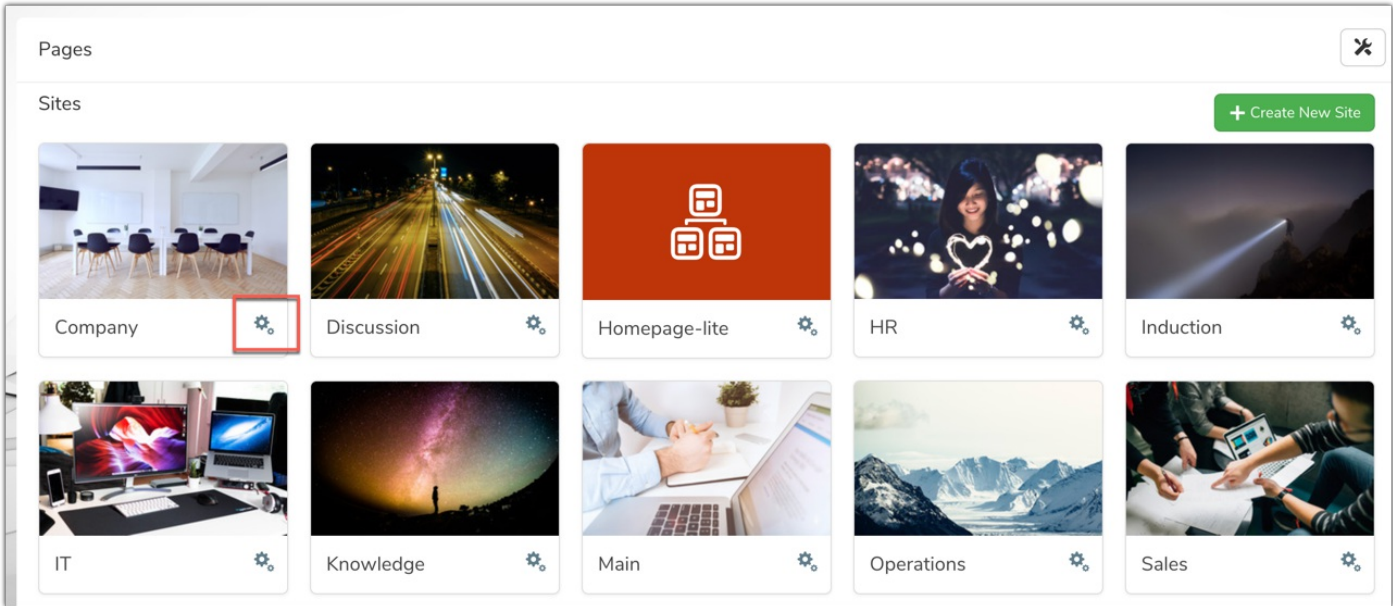 Pages
Sites
Create New Site
Company
Discussion
Homepage-lite
HR
Induction
IT
Knowledge
Main
Operations
Sales